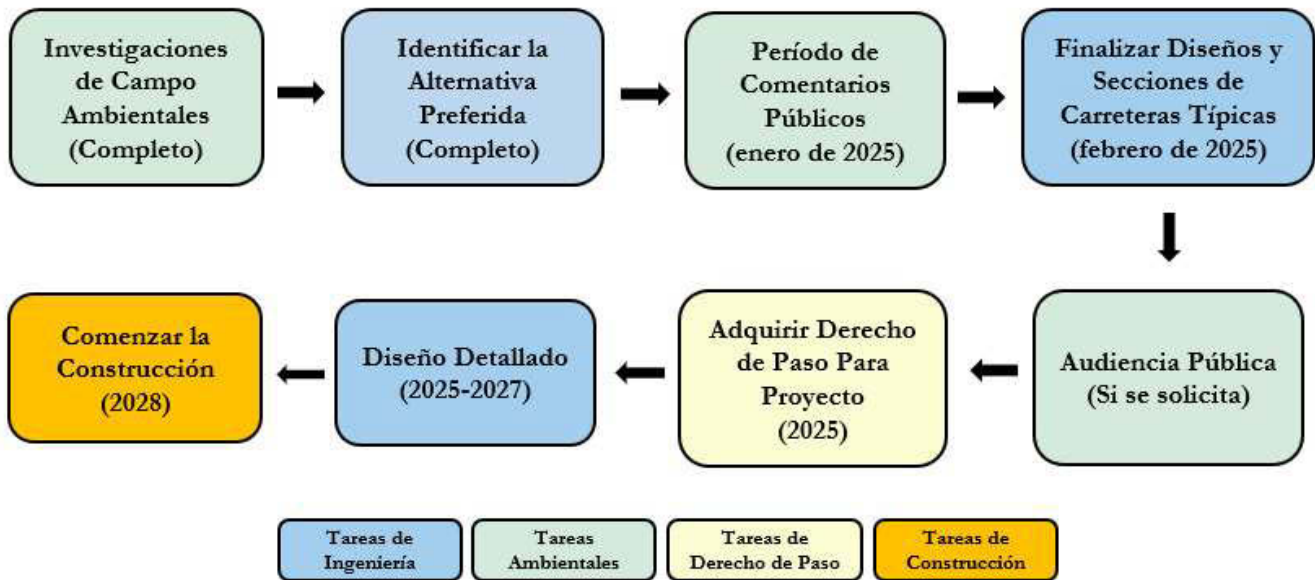 Investigaciones
de Campo
Ambientales
(Completo)
Identificar la
Alternativa
Preferida
(Completo)
Período de
Comentarios
Públicos
(enero de 2025)
Finalizar Diseños y
Secciones de
Carreteras Típicas
(febrero de 2025)
Audiencia Pública
(Si se solicita)
Adquirir Derecho
de Paso Para
Proyecto
(2025)
Diseño Detallado
(2025-2027)
Comenzar la
Construcción
(2028)
Tareas de
Ingeniería
Tareas
Ambientales
Tareas de
Derecho de Paso
Tareas de
Construcción